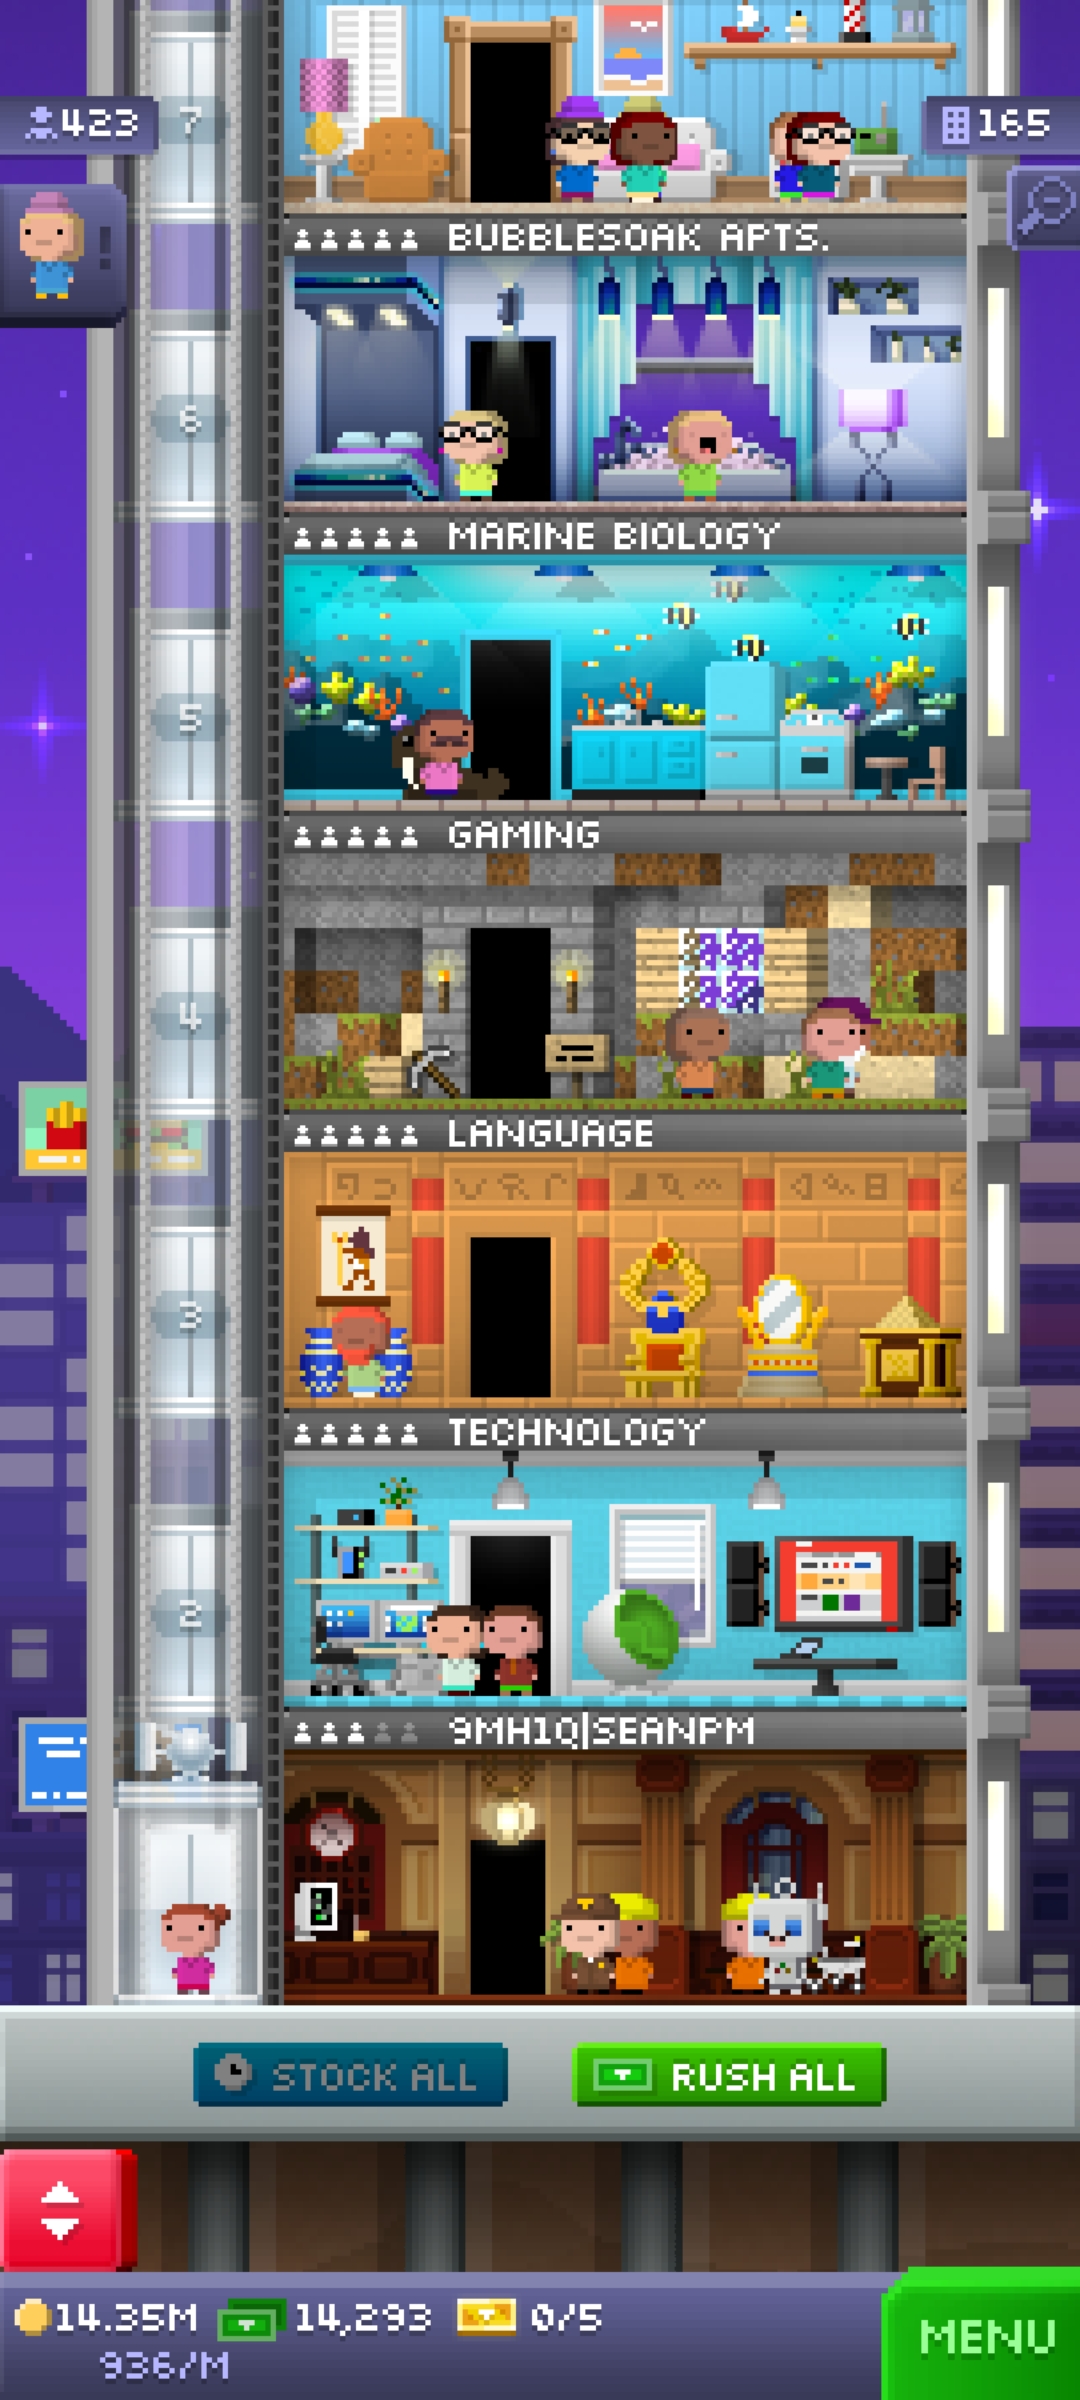 423
7
165
BUBBLESOAK APTS.
6
MARINE BIOLOGY
5
GAMING
4
LANGUAGE
3
TECHNOLOGY
2
9MH1Q|SEANPM
STOCK ALL
RUSH ALL
14.35M
14,293
0/5
936/M
MENU